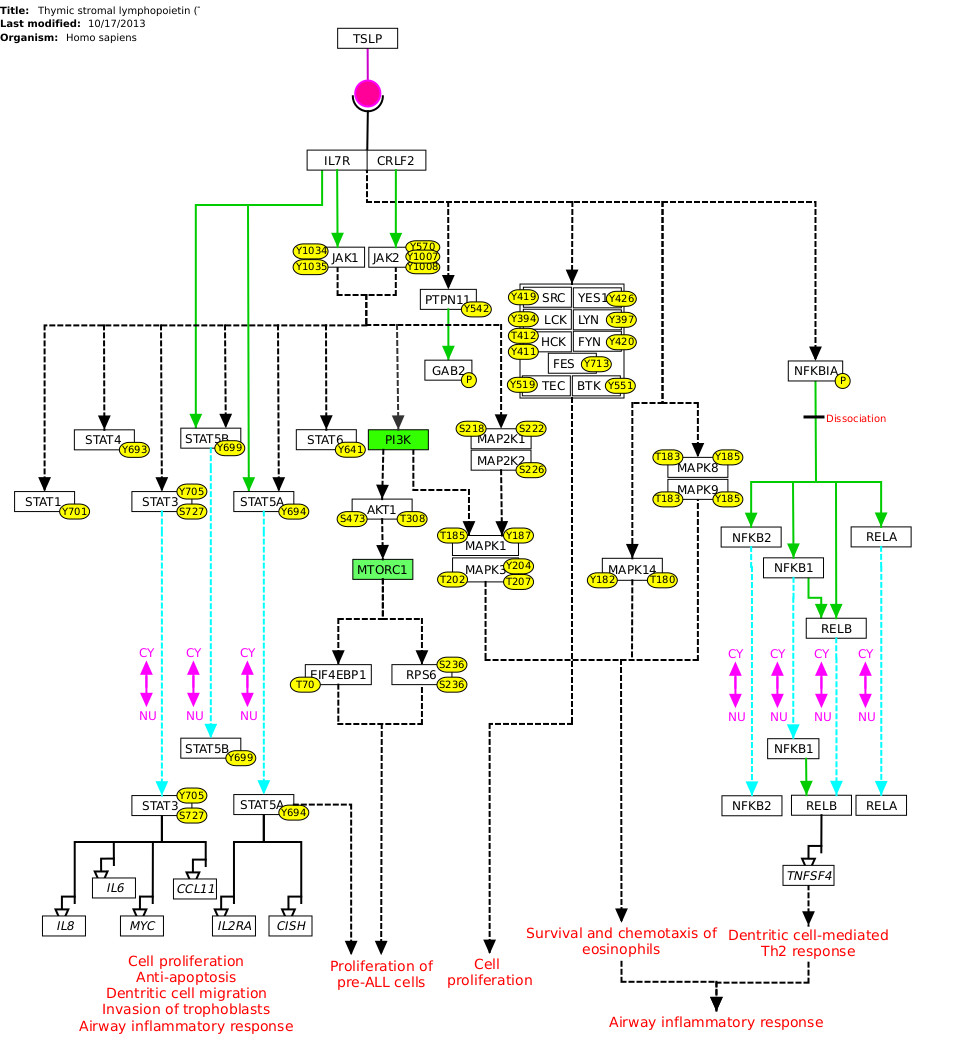 Title: Thymic stromal lymphopoietin (
Last modified: 10/17/2013
Organism: Homo sapiens
TSLP
IL7R CRLF2
Y1034 JAK1 JAK2 Y570
Y1007
Y1035 Y1008
PTPN11 Y542
Y419 SRC YES1 Y426
Y394 LCK LYN Y397
T412 HCK FYN Y420
Y411
FES Y713
Y519 TEC BTK Y551
GAB2 P
NFKBIA P
Dissociation
STAT4 Y693
STAT5B Y699
STAT6 Y641
PI3K
S218 MAP2K1 S222
MAP2K2 S226
T183 MAPK8 Y185
MAPK9
T183 Y185
STAT1 Y701
STAT3 Y705
S727
STAT5A Y694
AKT1
S473 T308
NFKB2 RELA
T185 MAPK1 Y187
MTORC1
MAPK3 Y204
T202 Y207
MAPK14
Y182 T180
NFKB1
RELB
CY CY CY CY CY CY CY
EIF4EBP1
T70
RPS6 S236
S236
NU NU NU NU NU NU NU
STAT5B Y699
NFKB1
STAT3 Y705
S727
STAT5A Y694
NFKB2 RELB RELA
IL6 CCL11
TNFSF4
IL8 MYC IL2RA CISH
Survival and chemotaxis of
eosinophils
Dentritic cell-mediated
Th2 response
Cell proliferation
Anti-apoptosis
Dentritic cell migration
Invasion of trophoblasts
Airway inflammatory response
Proliferation of
pre-ALL cells
Cell
proliferation
Airway inflammatory response